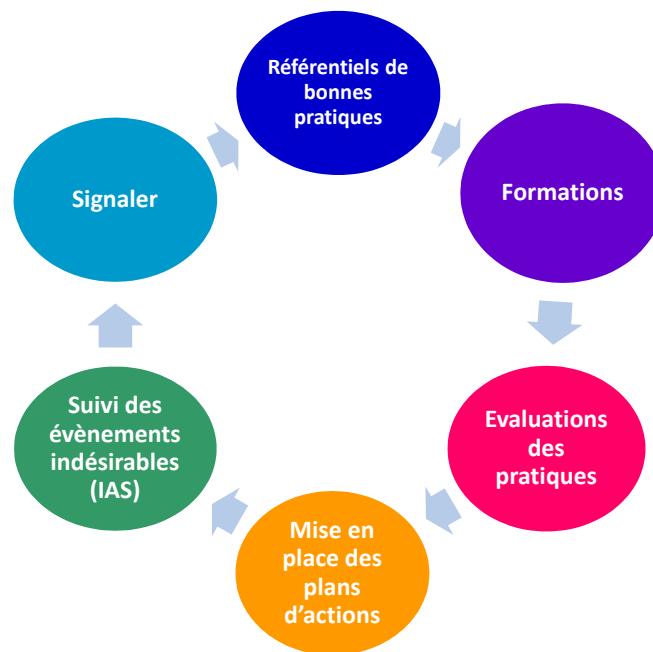 Référentiels de
bonnes
pratiques
Formations
Evaluations
des
pratiques
Mise en
place des
plans
d’actions
Suivi des
évènements
indésirables
(IAS)
Signaler